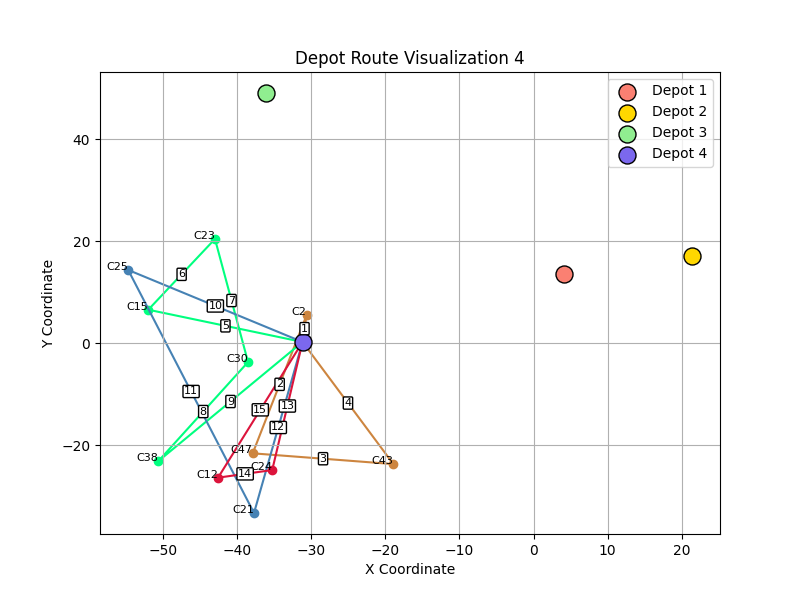 Depot Route Visualization 4
Depot 1
Depot 2
Depot 3
Depot 4
Y Coordinate
40
20
0
−20
C23
C25
6
7
10
C15
C2
5
1
C30
2
11
9
4
8
15
13
12
C47
3
C38
C43
C24
C12
14
C21
−50
−40
−30
−20
−10
0
10
20
X Coordinate